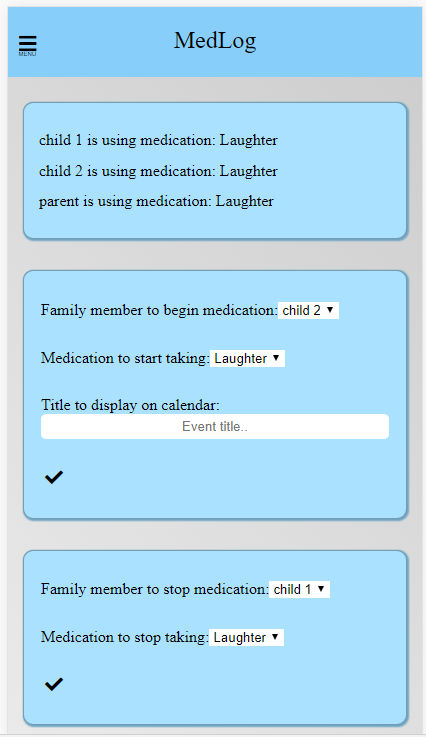 MedLog
MENU
child 1 is using medication: Laughter
child 2 is using medication: Laughter
parent is using medication: Laughter
Family member to begin medication: child 2
Medication to start taking: Laughter
Title to display on calendar:
Event title..
Family member to stop medication: child 1
Medication to stop taking: Laughter